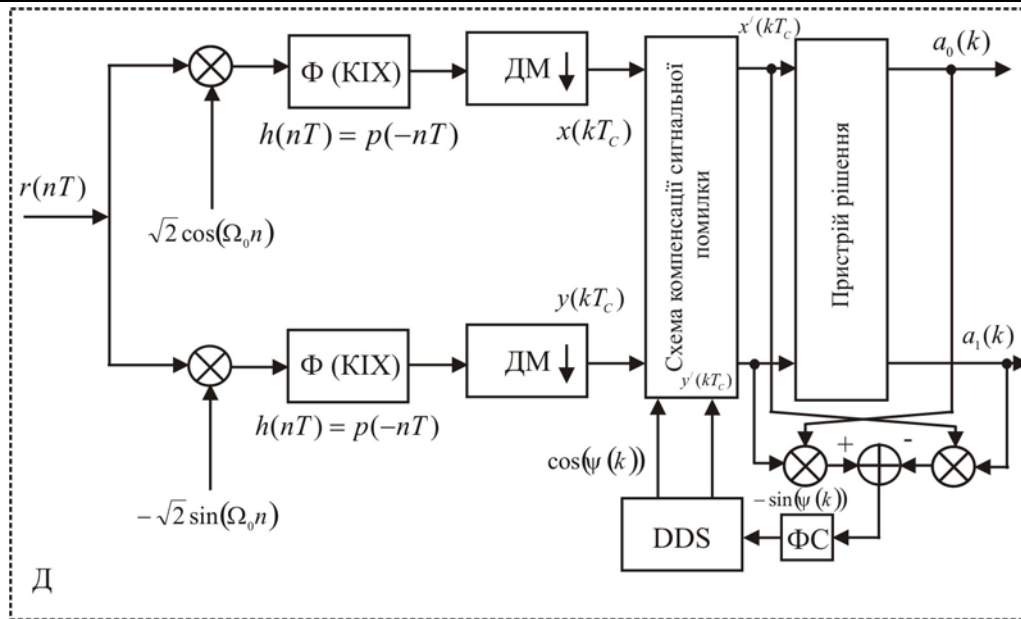 x′(kT_C)
a₀(k)
Ф (КІХ)
ДМ
h(nT) = p(−nT)
x(kT_C)
r(nT)
√2 cos(Ω₀n)
Схема компенсації сигнальної
помилки
Пристрій рішення
y(kT_C)
a₁(k)
Ф (КІХ)
ДМ
y′(kT_C)
h(nT) = p(−nT)
cos(ψ(k))
+
-
−sin(ψ(k))
−√2 sin(Ω₀n)
DDS
ФС
Д